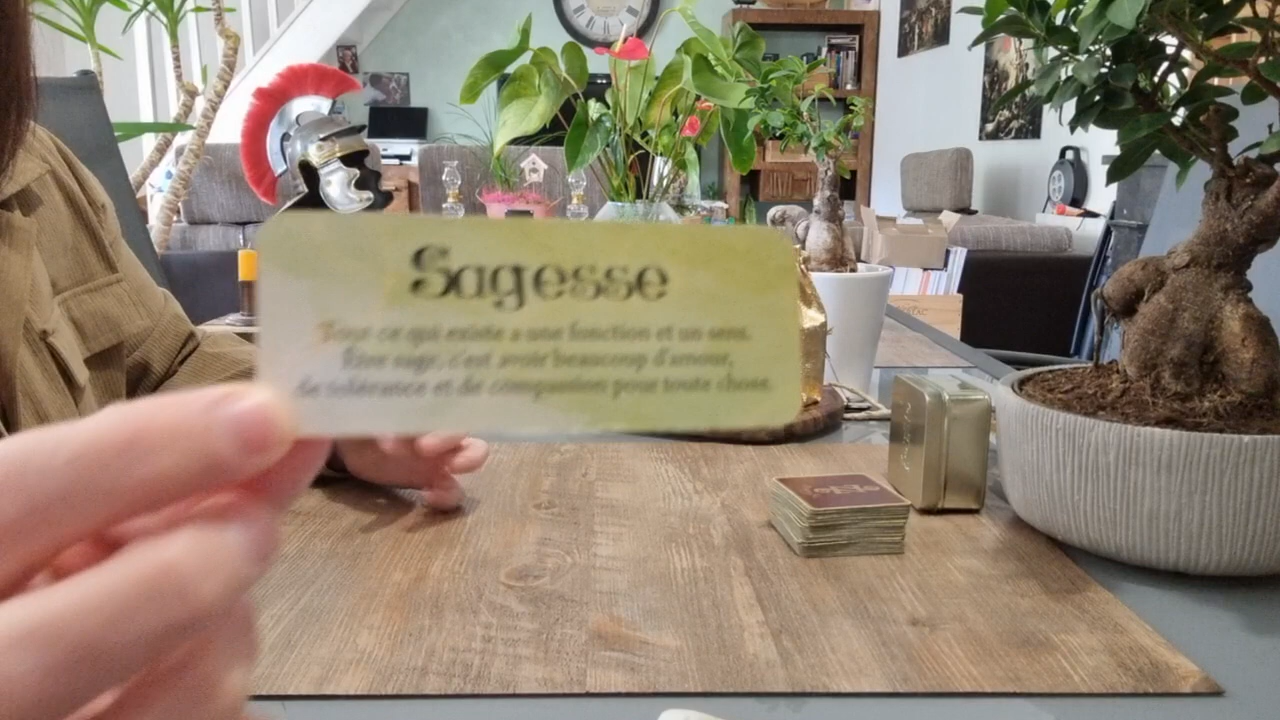 Sagesse
Tout ce qui existe a une fonction et un sens.
Être sage, c'est avoir beaucoup d'amour,
de tolérance et de compassion pour toute chose.